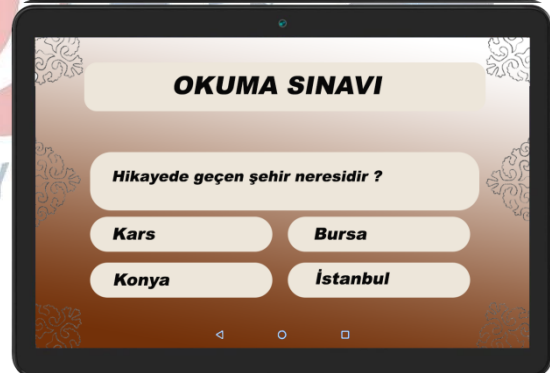 OKUMA SINAVI
Hikayede geçen şehir neresidir ?
Kars
Bursa
Konya
İstanbul